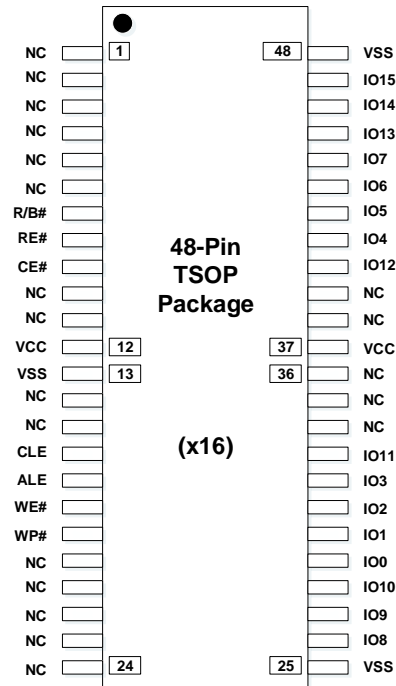 NC 1 48 VSS
NC IO15
NC IO14
NC IO13
NC IO7
NC IO6
R/B# IO5
RE# IO4
CE# IO12
48-Pin
TSOP
Package
NC NC
NC NC
VCC 12 37 VCC
VSS 13 36 NC
NC NC
NC NC
CLE IO11
(x16)
ALE IO3
WE# IO2
WP# IO1
NC IO0
NC IO10
NC IO9
NC IO8
NC 24 25 VSS